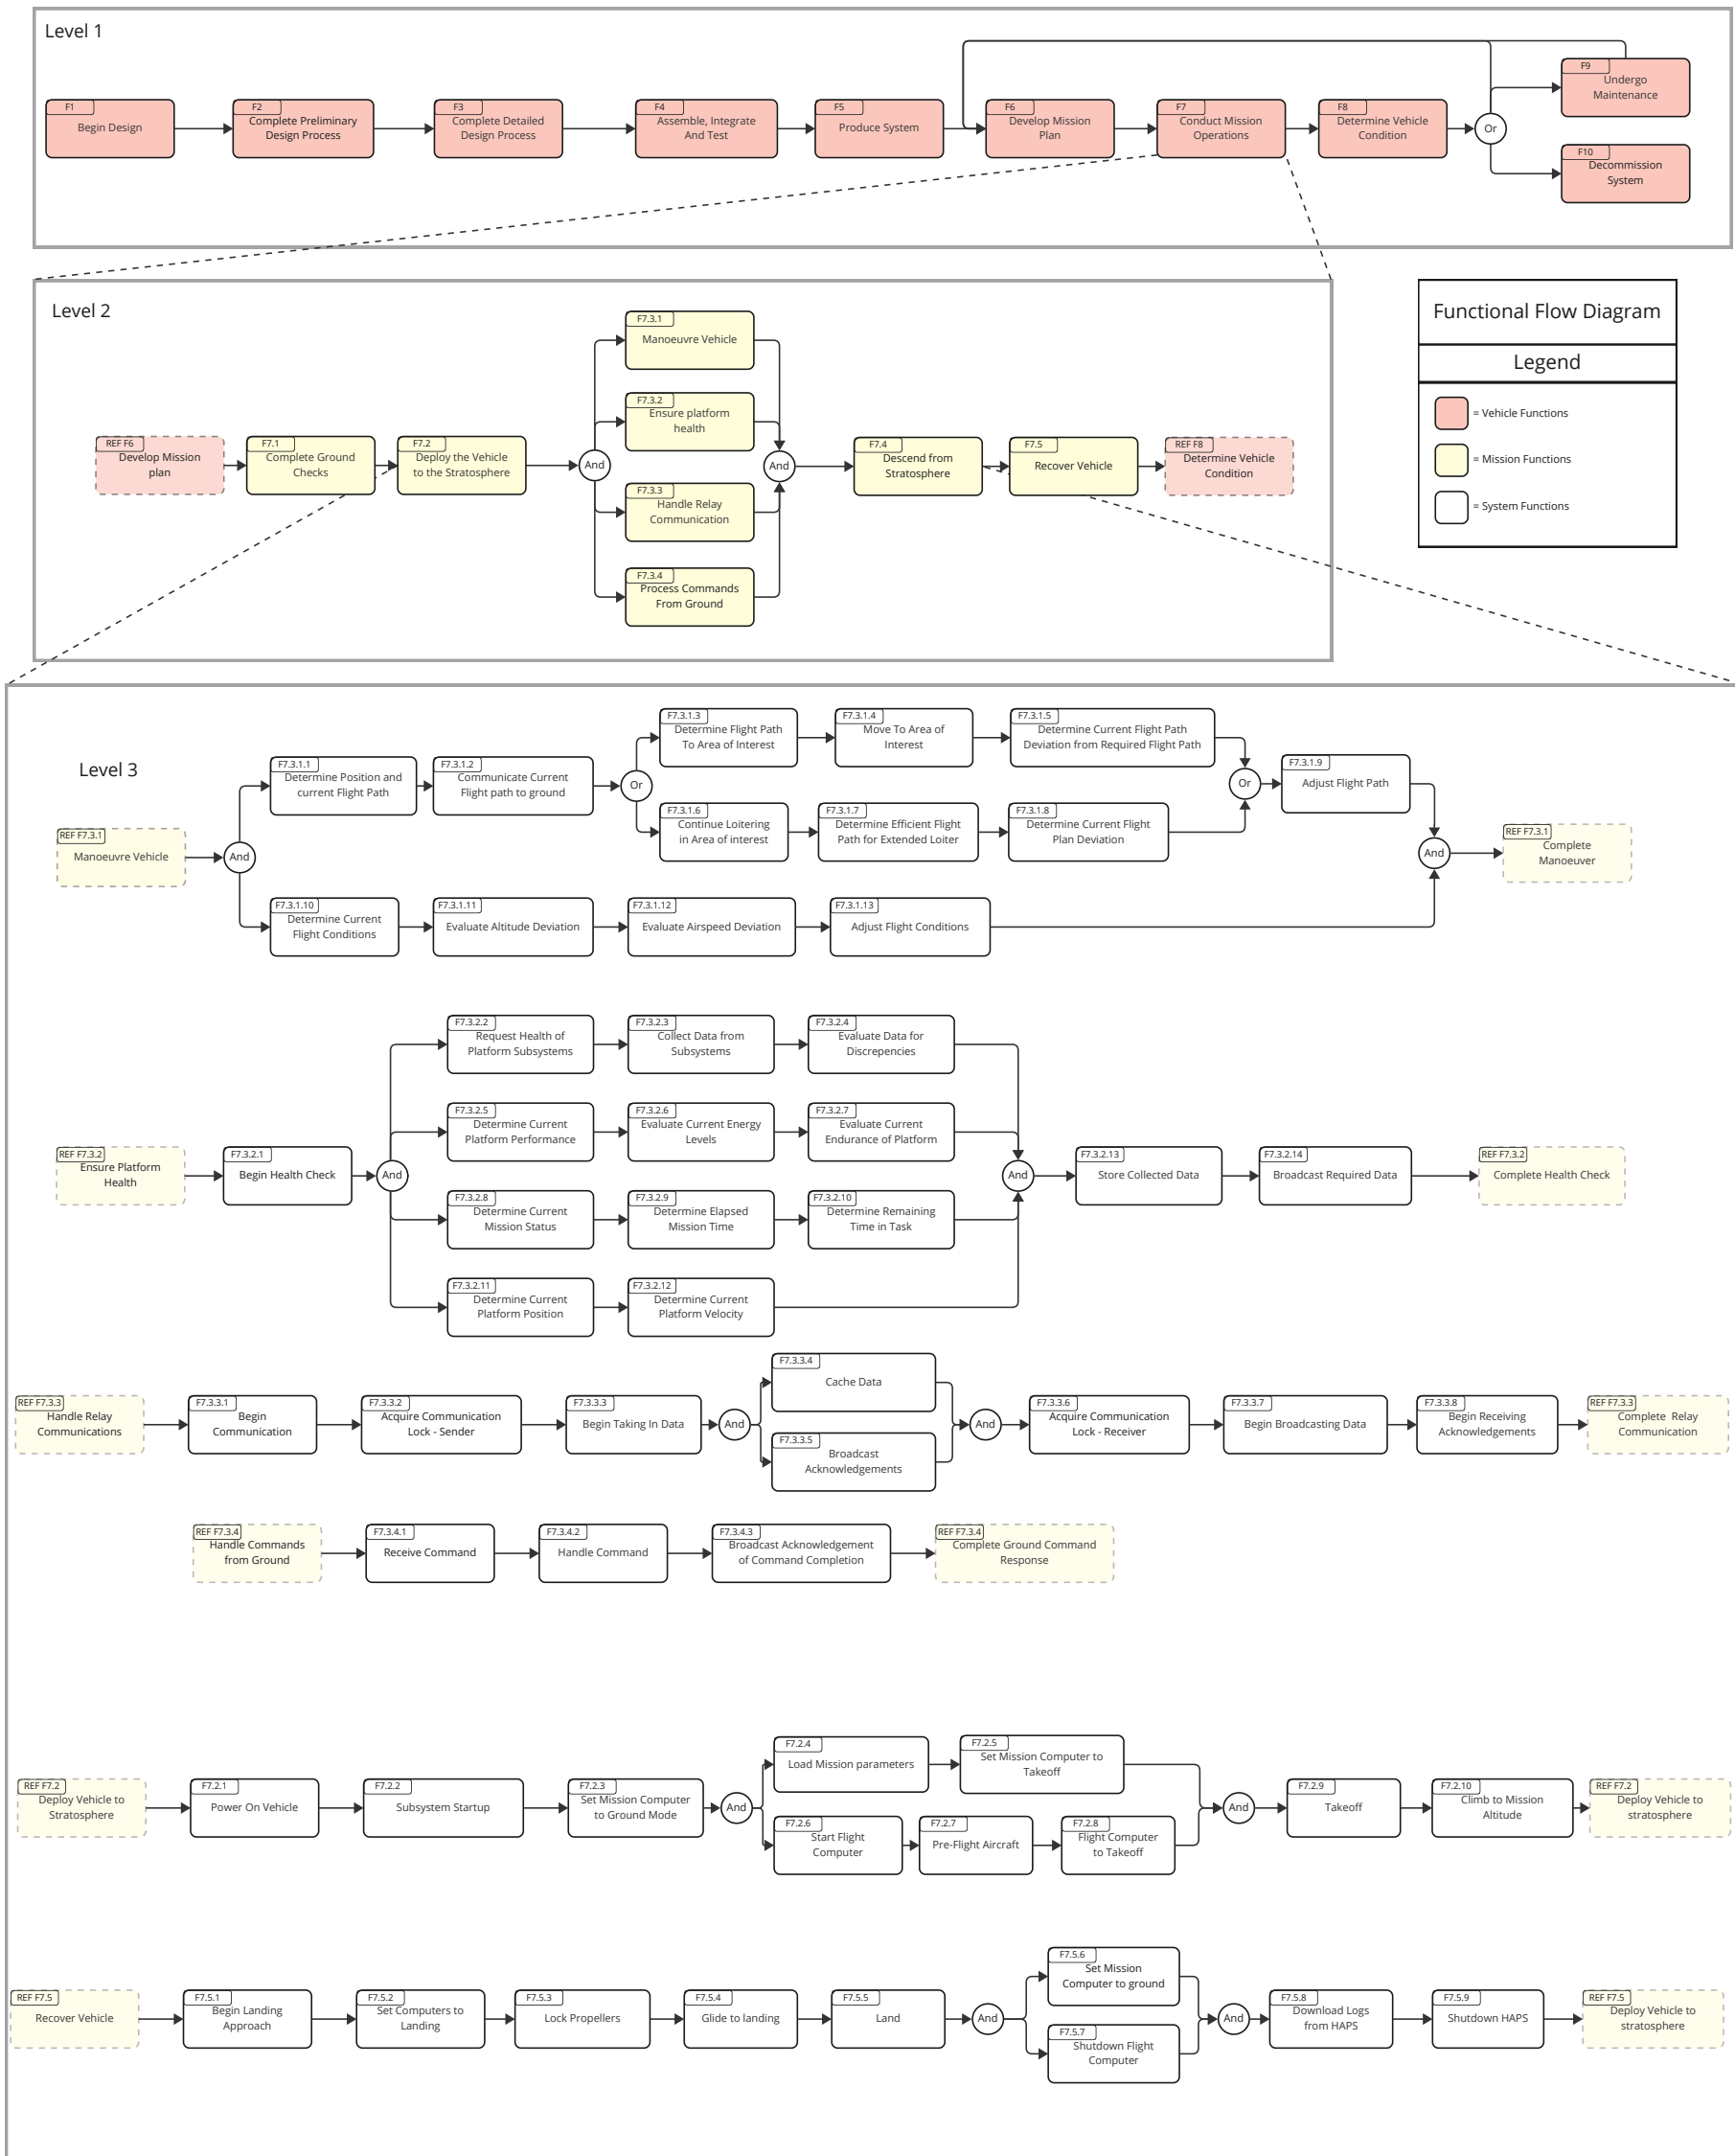 Level 1
F1
Begin Design
F2
Complete Preliminary
Design Process
F3
Complete Detailed
Design Process
F4
Assemble, Integrate
And Test
F5
Produce System
F6
Develop Mission
Plan
F7
Conduct Mission
Operations
F8
Determine Vehicle
Condition
Or
F9
Undergo
Maintenance
F10
Decommission
System
Level 2
REF F6
Develop Mission
plan
F7.1
Complete Ground
Checks
F7.2
Deploy the Vehicle
to the Stratosphere
And
F7.3.1
Manoeuvre Vehicle
F7.3.2
Ensure platform
health
F7.3.3
Handle Relay
Communication
F7.3.4
Process Commands
From Ground
And
F7.4
Descend from
Stratosphere
F7.5
Recover Vehicle
REF F8
Determine Vehicle
Condition
Functional Flow Diagram
Legend
= Vehicle Functions
= Mission Functions
= System Functions
Level 3
REF F7.3.1
Manoeuvre Vehicle
And
F7.3.1.1
Determine Position and
current Flight Path
F7.3.1.2
Communicate Current
Flight path to ground
Or
F7.3.1.3
Determine Flight Path
To Area of Interest
F7.3.1.4
Move To Area of
Interest
F7.3.1.5
Determine Current Flight Path
Deviation from Required Flight Path
F7.3.1.6
Continue Loitering
in Area of interest
F7.3.1.7
Determine Efficient Flight
Path for Extended Loiter
F7.3.1.8
Determine Current Flight
Plan Deviation
Or
F7.3.1.9
Adjust Flight Path
F7.3.1.10
Determine Current
Flight Conditions
F7.3.1.11
Evaluate Altitude Deviation
F7.3.1.12
Evaluate Airspeed Deviation
F7.3.1.13
Adjust Flight Conditions
And
REF F7.3.1
Complete
Manoeuver
REF F7.3.2
Ensure Platform
Health
F7.3.2.1
Begin Health Check
And
F7.3.2.2
Request Health of
Platform Subsystems
F7.3.2.3
Collect Data from
Subsystems
F7.3.2.4
Evaluate Data for
Discrepencies
F7.3.2.5
Determine Current
Platform Performance
F7.3.2.6
Evaluate Current Energy
Levels
F7.3.2.7
Evaluate Current
Endurance of Platform
F7.3.2.8
Determine Current
Mission Status
F7.3.2.9
Determine Elapsed
Mission Time
F7.3.2.10
Determine Remaining
Time in Task
F7.3.2.11
Determine Current
Platform Position
F7.3.2.12
Determine Current
Platform Velocity
And
F7.3.2.13
Store Collected Data
F7.3.2.14
Broadcast Required Data
REF F7.3.2
Complete Health Check
REF F7.3.3
Handle Relay
Communications
F7.3.3.1
Begin
Communication
F7.3.3.2
Acquire Communication
Lock - Sender
F7.3.3.3
Begin Taking In Data
And
F7.3.3.4
Cache Data
F7.3.3.5
Broadcast
Acknowledgements
And
F7.3.3.6
Acquire Communication
Lock - Receiver
F7.3.3.7
Begin Broadcasting Data
F7.3.3.8
Begin Receiving
Acknowledgements
REF F7.3.3
Complete Relay
Communication
REF F7.3.4
Handle Commands
from Ground
F7.3.4.1
Receive Command
F7.3.4.2
Handle Command
F7.3.4.3
Broadcast Acknowledgement
of Command Completion
REF F7.3.4
Complete Ground Command
Response
REF F7.2
Deploy Vehicle to
Stratosphere
F7.2.1
Power On Vehicle
F7.2.2
Subsystem Startup
F7.2.3
Set Mission Computer
to Ground Mode
And
F7.2.4
Load Mission parameters
F7.2.5
Set Mission Computer to
Takeoff
F7.2.6
Start Flight
Computer
F7.2.7
Pre-Flight Aircraft
F7.2.8
Flight Computer
to Takeoff
And
F7.2.9
Takeoff
F7.2.10
Climb to Mission
Altitude
REF F7.2
Deploy Vehicle to
stratosphere
REF F7.5
Recover Vehicle
F7.5.1
Begin Landing
Approach
F7.5.2
Set Computers to
Landing
F7.5.3
Lock Propellers
F7.5.4
Glide to landing
F7.5.5
Land
And
F7.5.6
Set Mission
Computer to ground
F7.5.7
Shutdown Flight
Computer
And
F7.5.8
Download Logs
from HAPS
F7.5.9
Shutdown HAPS
REF F7.5
Deploy Vehicle to
stratosphere